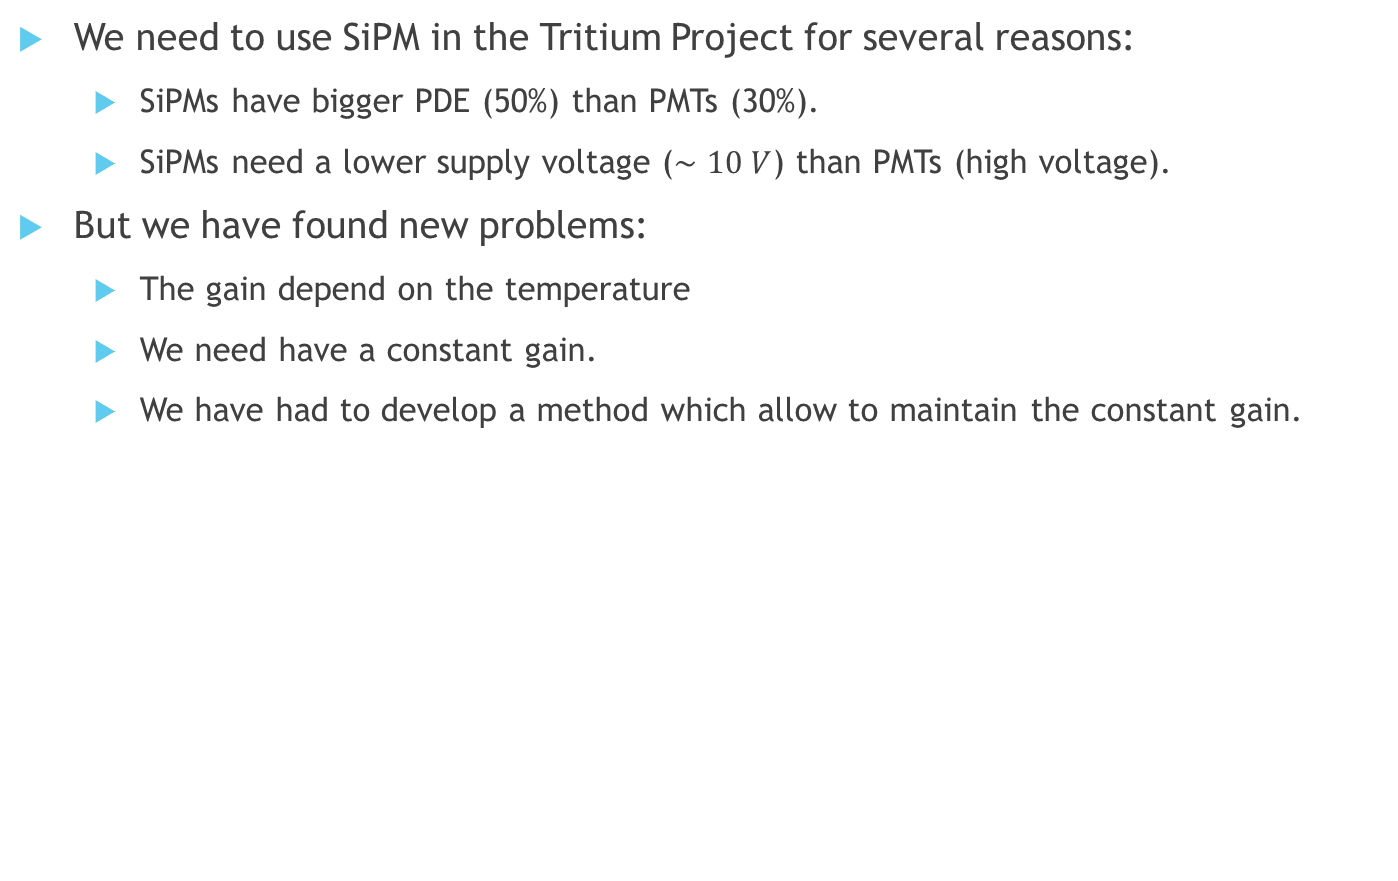 We need to use SiPM in the Tritium Project for several reasons:
SiPMs have bigger PDE (50%) than PMTs (30%).
SiPMs need a lower supply voltage (~ 10 V) than PMTs (high voltage).
But we have found new problems:
The gain depend on the temperature
We need have a constant gain.
We have had to develop a method which allow to maintain the constant gain.